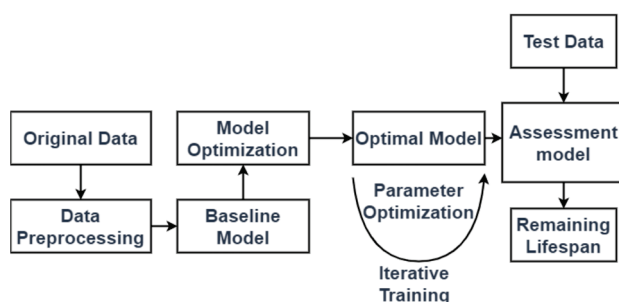 Test Data
Original Data
Model
Optimization
Optimal Model
Assessment
model
Data
Preprocessing
Baseline
Model
Parameter
Optimization
Remaining
Lifespan
Iterative
Training